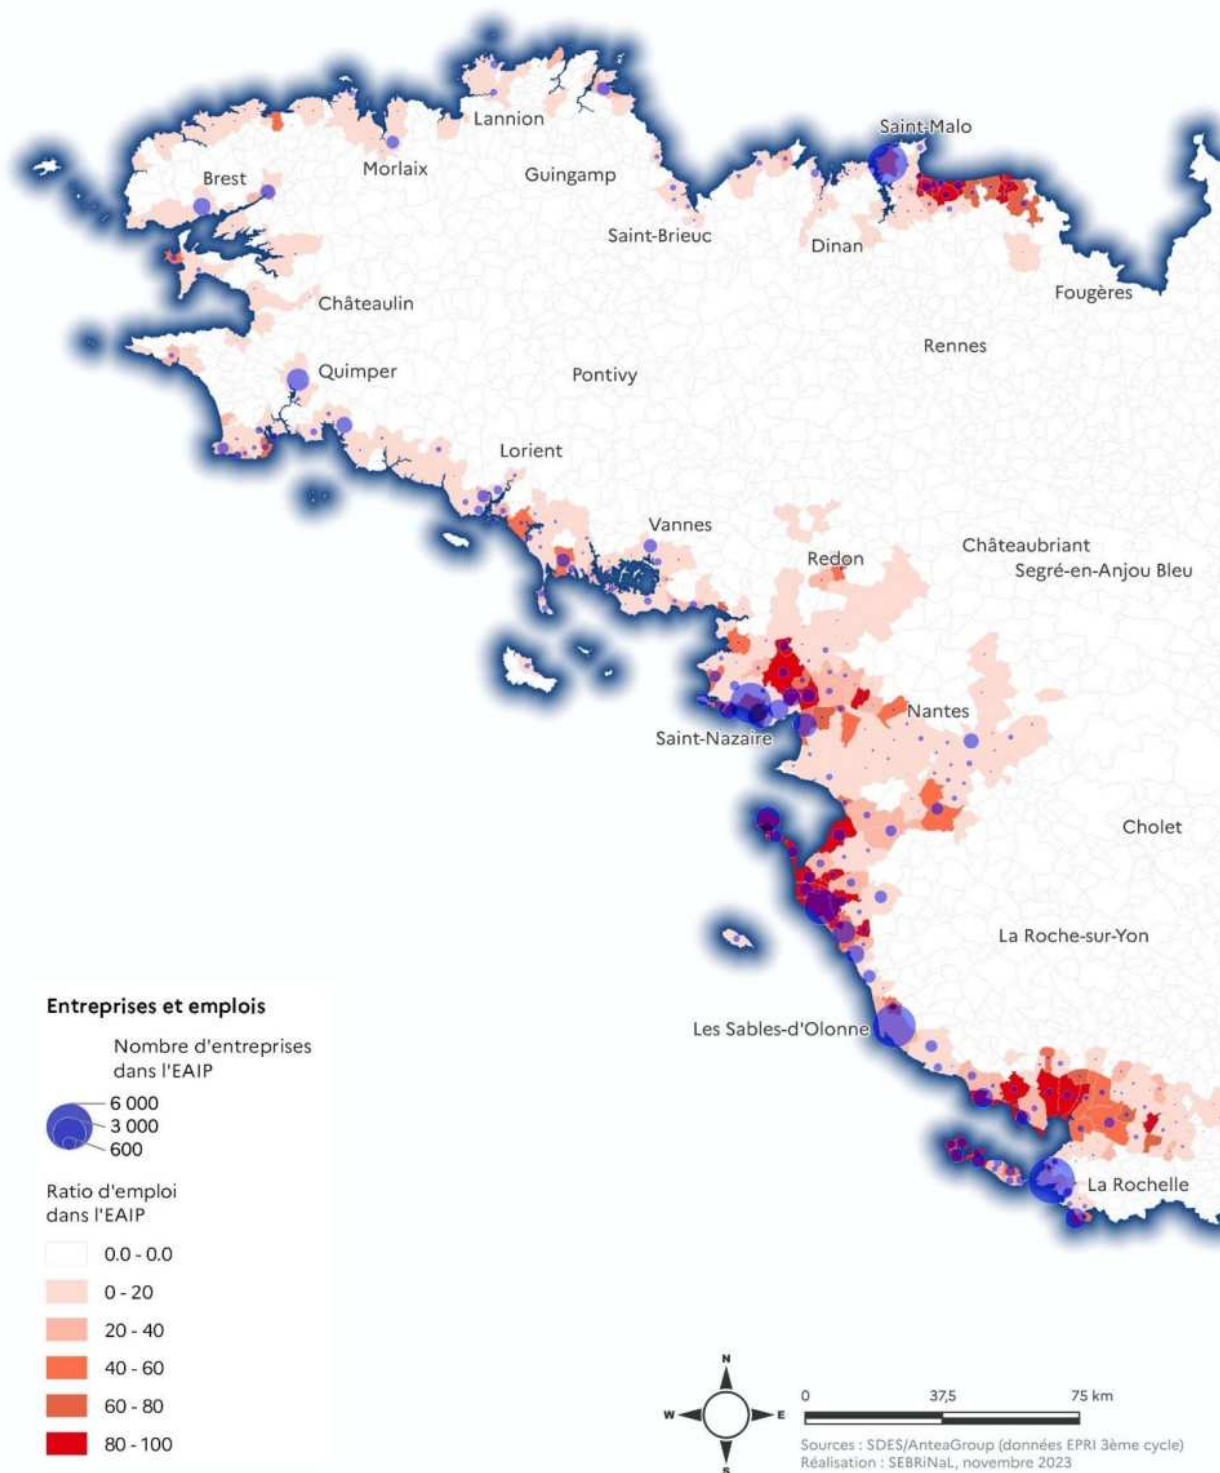 Lannion
Saint-Malo
Morlaix
Guingamp
Brest
Saint-Brieuc
Dinan
Fougères
Châteaulin
Rennes
Quimper
Pontivy
Lorient
Vannes
Châteaubriant
Redon
Segré-en-Anjou Bleu
Nantes
Saint-Nazaire
Cholet
La Roche-sur-Yon
Les Sables-d'Olonne
La Rochelle
Entreprises et emplois
Nombre d'entreprises
dans l'EAIP
6 000
3 000
600
Ratio d'emploi
dans l'EAIP
0.0 - 0.0
0 - 20
20 - 40
40 - 60
60 - 80
80 - 100
N
W
E
S
0 37,5 75 km
Sources : SDES/AnteaGroup (données EPRI 3ème cycle)
Réalisation : SEBRiNaL, novembre 2023